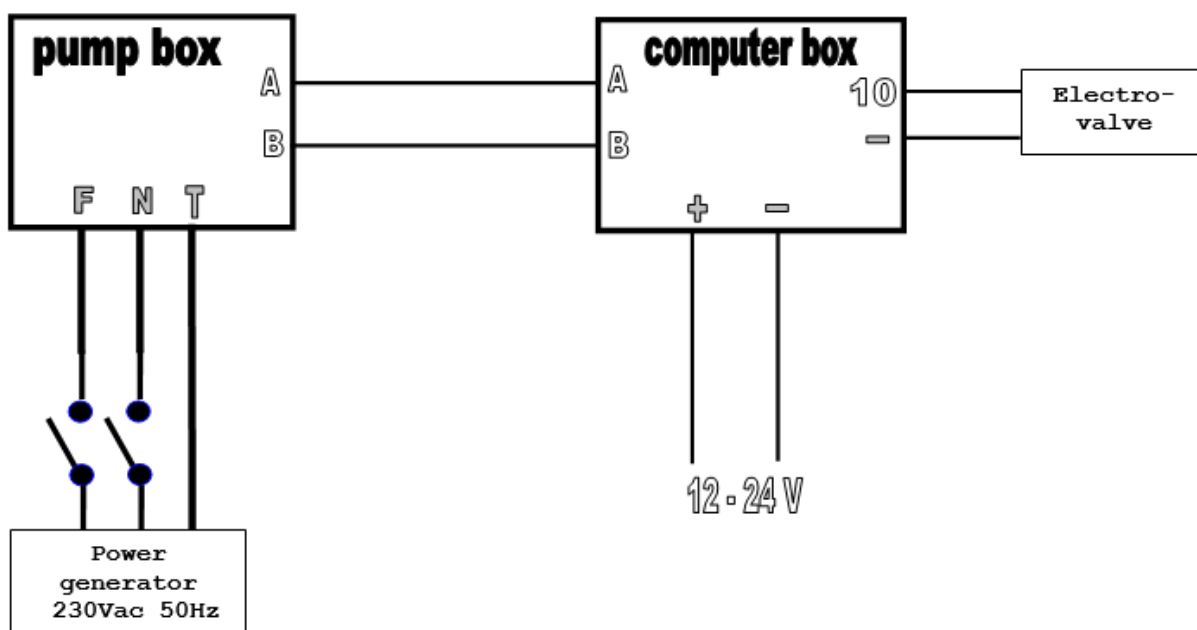 pump box
A
B
F N T
Power
generator
230Vac 50Hz
computer box
A
B
10
-
+ -
12 - 24 V
Electro-
valve